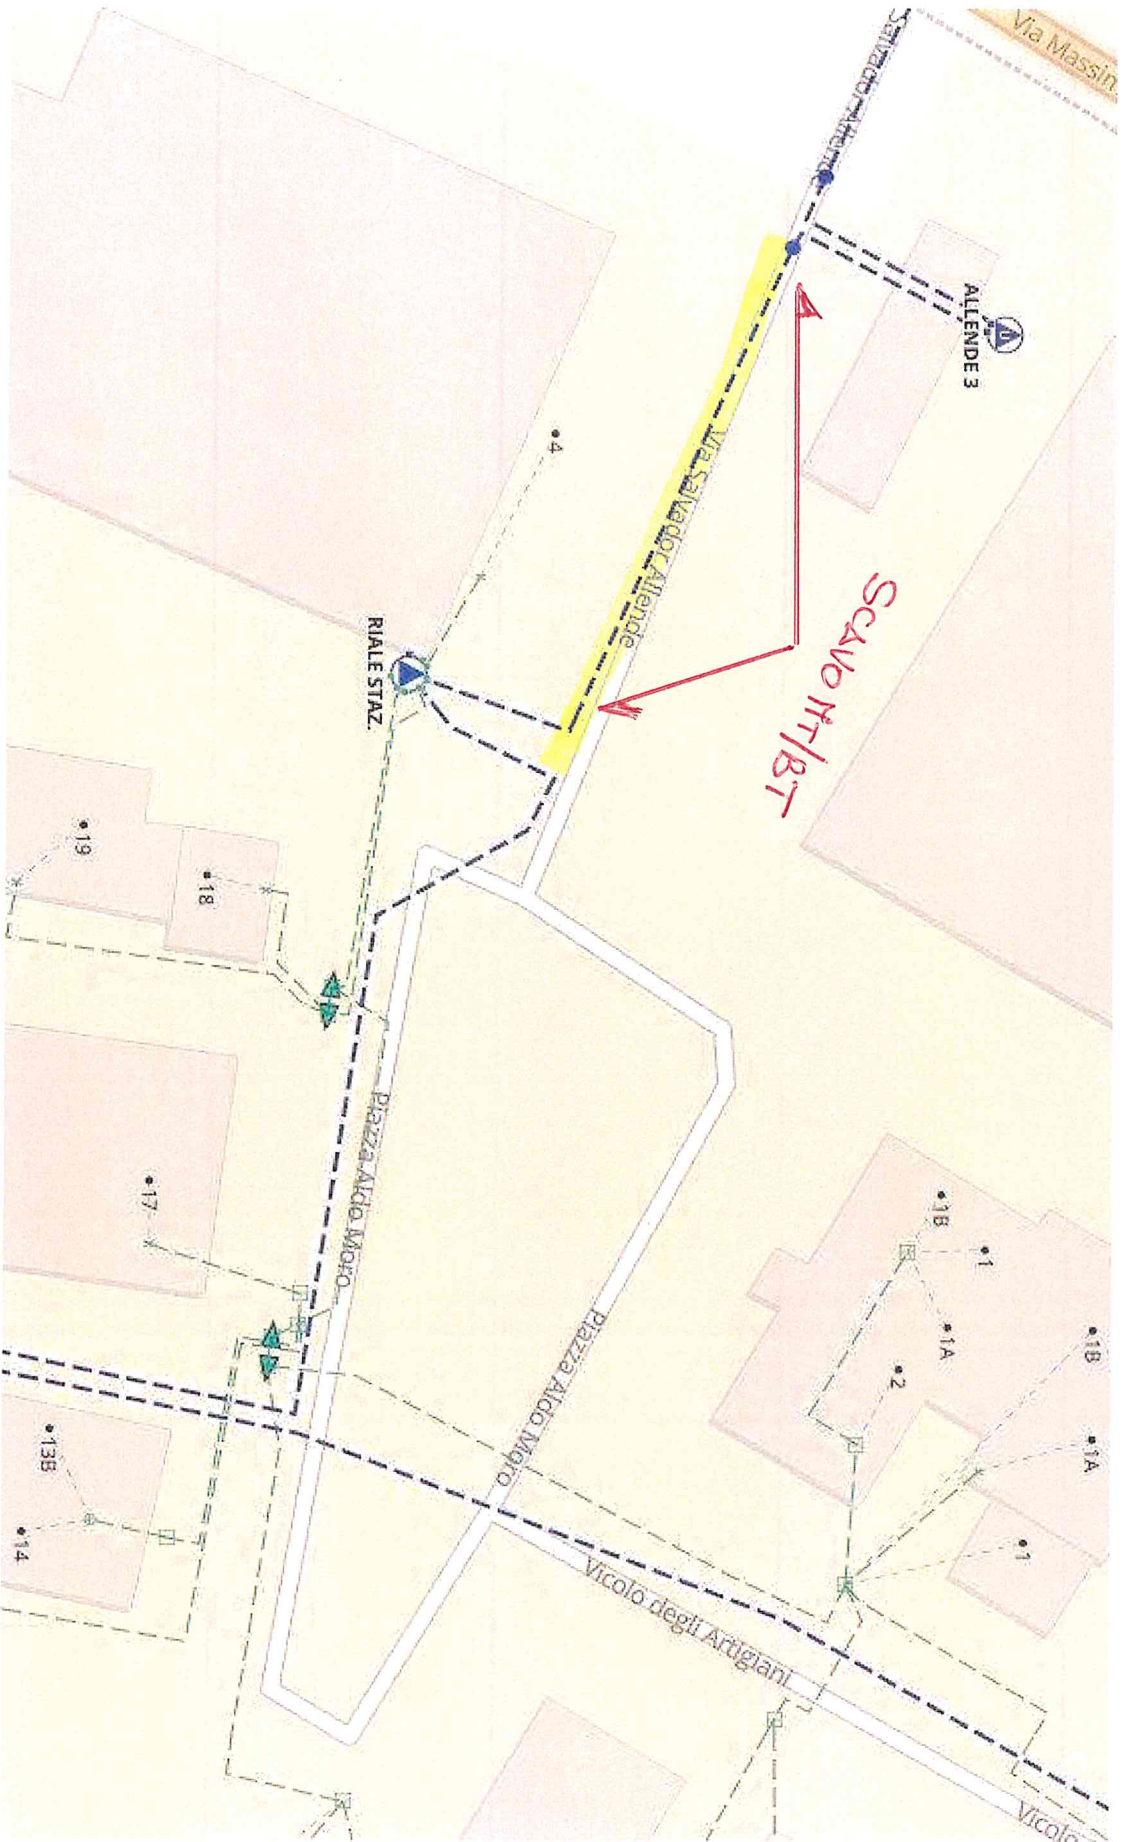 Via Massim
Salvador Allende
ALLENDE 3
Via Salvador Allende
4
SCAVO MT/BT
RIALE STAZ.
19
18
Piazza Aldo Moro
17
1B
1
1A
2
1B
1A
1
Piazza Aldo Moro
13B
14
Vicolo degli Artigiani
Vicolo